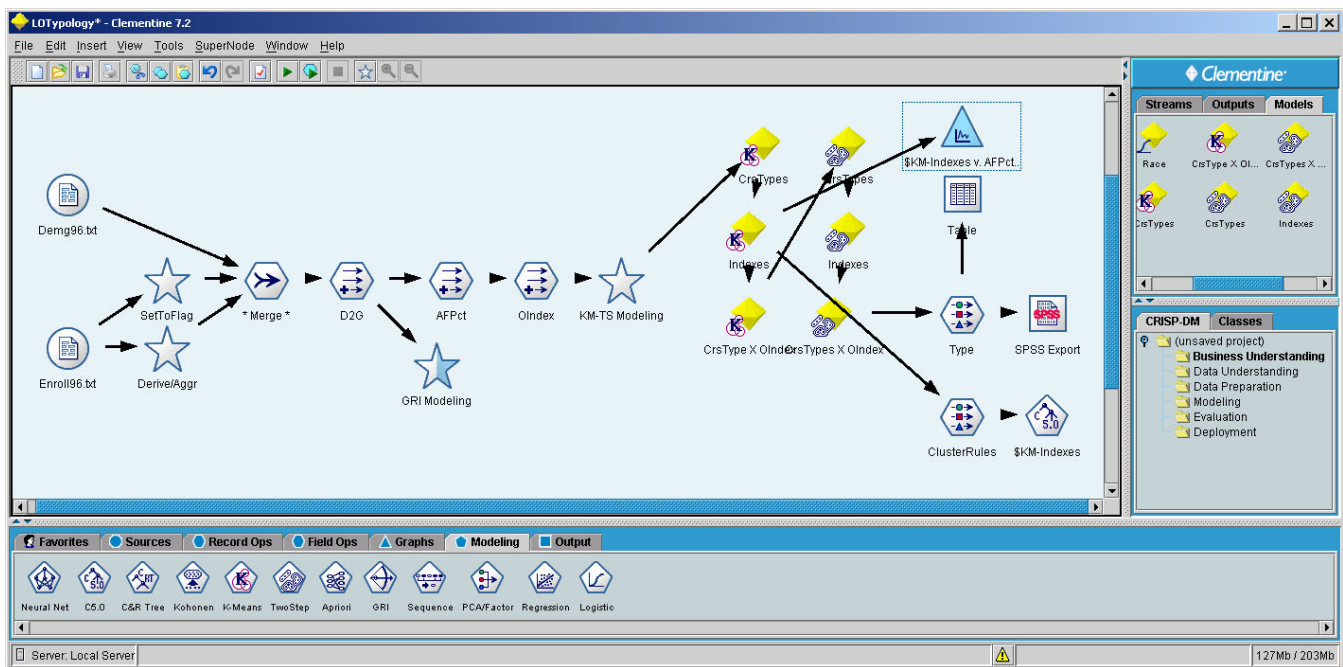 LOTypology* - Clementine 7.2
File Edit Insert View Tools SuperNode Window Help
Clementine
Streams Outputs Models
Race CrsType X OI... CrsTypes X ...
CrsTypes CrsTypes Indexes
$KM-Indexes v. AFPct...
CrsTypes CrsTypes
Demg96.txt
Table
Indexes Indexes
SetToFlag * Merge * D2G AFPct OIndex KM-TS Modeling
CrsType X OIndex CrsTypes X OIndex Type SPSS Export
SPSS
Enroll96.txt Derive/Aggr
GRI Modeling
C 5.0
ClusterRules $KM-Indexes
CRISP-DM Classes
(unsaved project)
Business Understanding
Data Understanding
Data Preparation
Modeling
Evaluation
Deployment
Favorites Sources Record Ops Field Ops Graphs Modeling Output
Neural Net C5.0 C&R Tree Kohonen K-Means TwoStep Apriori GRI Sequence PCA/Factor Regression Logistic
Server: Local Server 127Mb / 203Mb